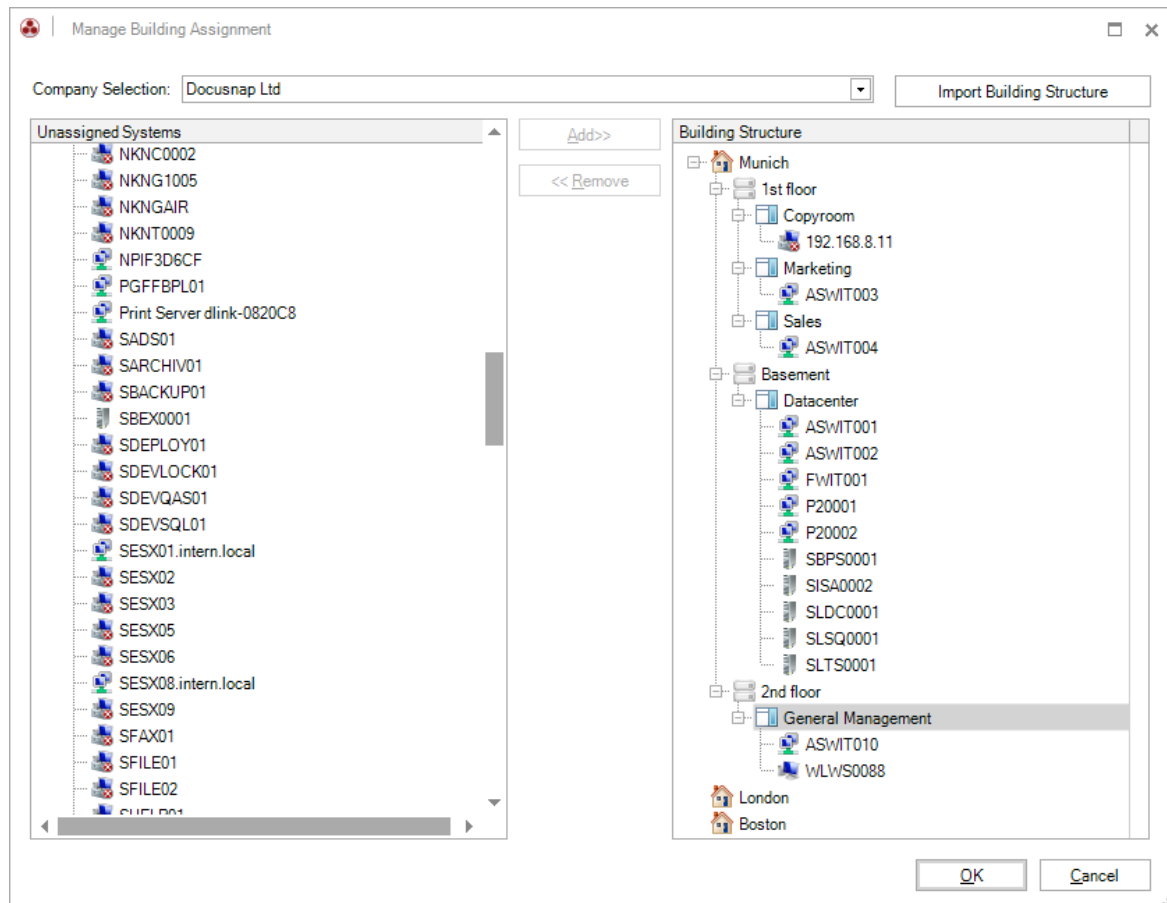 Manage Building Assignment
Company Selection: Docusnap Ltd
Import Building Structure
Unassigned Systems
NKNC0002
NKNG1005
NKNGAIR
NKNT0009
NPIF3D6CF
PGFFBPL01
Print Server dlink-0820C8
SADS01
SARCHIV01
SBACKUP01
SBEX0001
SDEPLOY01
SDEVLOCK01
SDEVQAS01
SDEVSQL01
SESX01.intern.local
SESX02
SESX03
SESX05
SESX06
SESX08.intern.local
SESX09
SFAX01
SFILE01
SFILE02
Add>>
<< Remove
Building Structure
Munich
1st floor
Copyroom
192.168.8.11
Marketing
ASWIT003
Sales
ASWIT004
Basement
Datacenter
ASWIT001
ASWIT002
FWIT001
P20001
P20002
SBPS0001
SISA0002
SLDC0001
SLSQ0001
SLTS0001
2nd floor
General Management
ASWIT010
WLWS0088
London
Boston
OK
Cancel